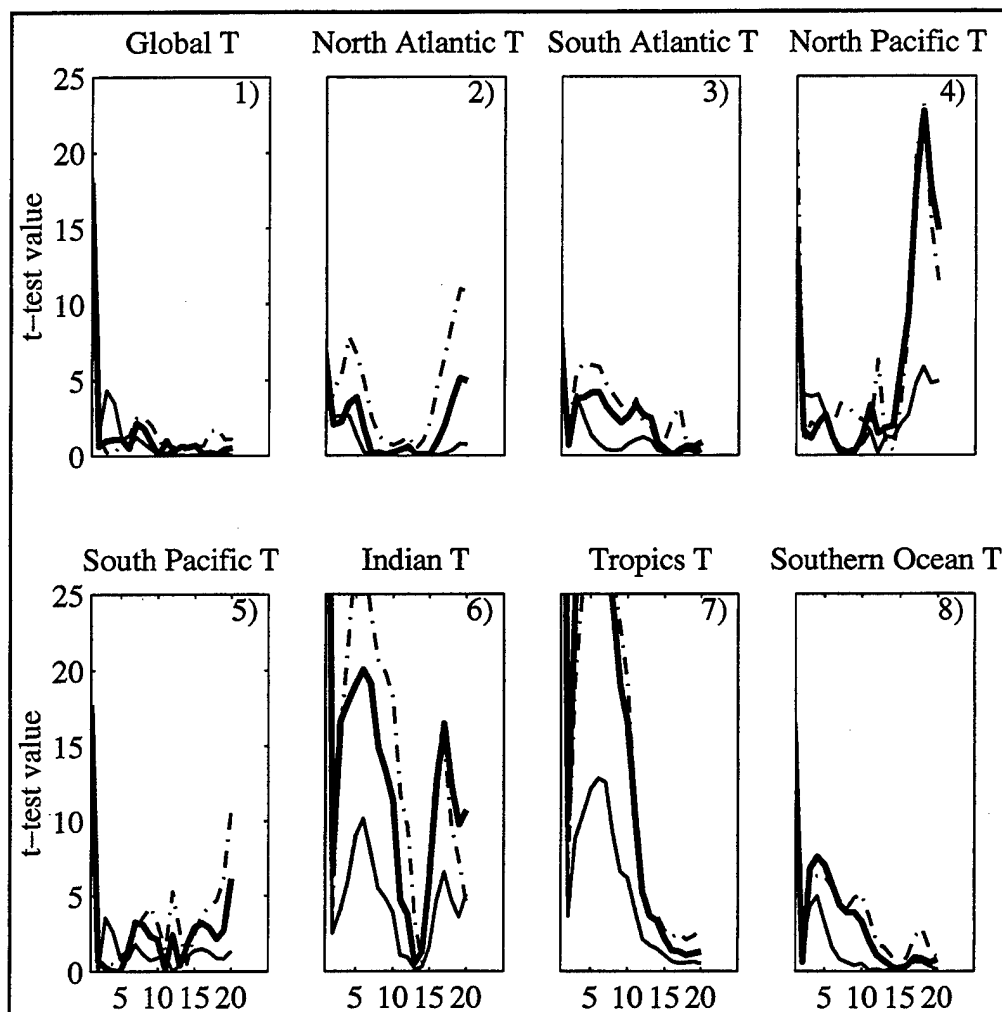 Global T North Atlantic T South Atlantic T North Pacific T
25 1) 2) 3) 4)
20
15
10
5
0
t-test value
South Pacific T Indian T Tropics T Southern Ocean T
25 5) 6) 7) 8)
20
15
10
5
0
t-test value
5 10 15 20 5 10 15 20 5 10 15 20 5 10 15 20